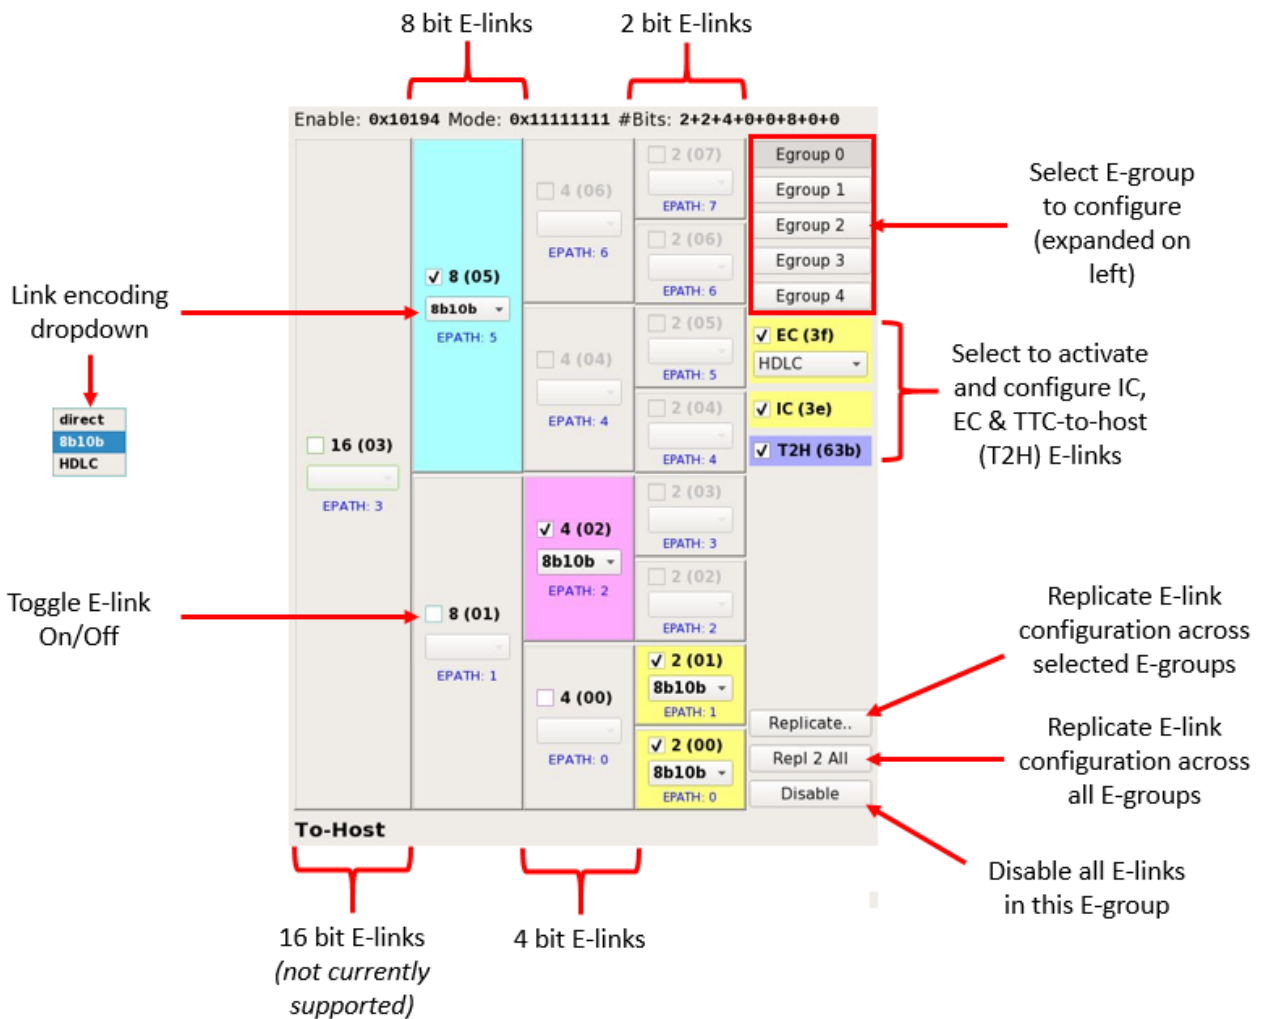 8 bit E-links
2 bit E-links
Enable: 0x10194 Mode: 0x11111111 #Bits: 2+2+4+0+0+8+0+0
16 (03)
EPATH: 3
8 (05)
8b10b
EPATH: 5
8 (01)
EPATH: 1
4 (06)
EPATH: 6
4 (04)
EPATH: 4
4 (02)
8b10b
EPATH: 2
4 (00)
EPATH: 0
2 (07)
EPATH: 7
2 (06)
EPATH: 6
2 (05)
EPATH: 5
2 (04)
EPATH: 4
2 (03)
EPATH: 3
2 (02)
EPATH: 2
2 (01)
8b10b
EPATH: 1
2 (00)
8b10b
EPATH: 0
Egroup 0
Egroup 1
Egroup 2
Egroup 3
Egroup 4
EC (3f)
HDLC
IC (3e)
T2H (63b)
Replicate..
Repl 2 All
Disable
To-Host
Link encoding
dropdown
direct
8b10b
HDLC
Toggle E-link
On/Off
Select E-group
to configure
(expanded on
left)
Select to activate
and configure IC,
EC & TTC-to-host
(T2H) E-links
Replicate E-link
configuration across
selected E-groups
Replicate E-link
configuration across
all E-groups
Disable all E-links
in this E-group
16 bit E-links
(not currently
supported)
4 bit E-links